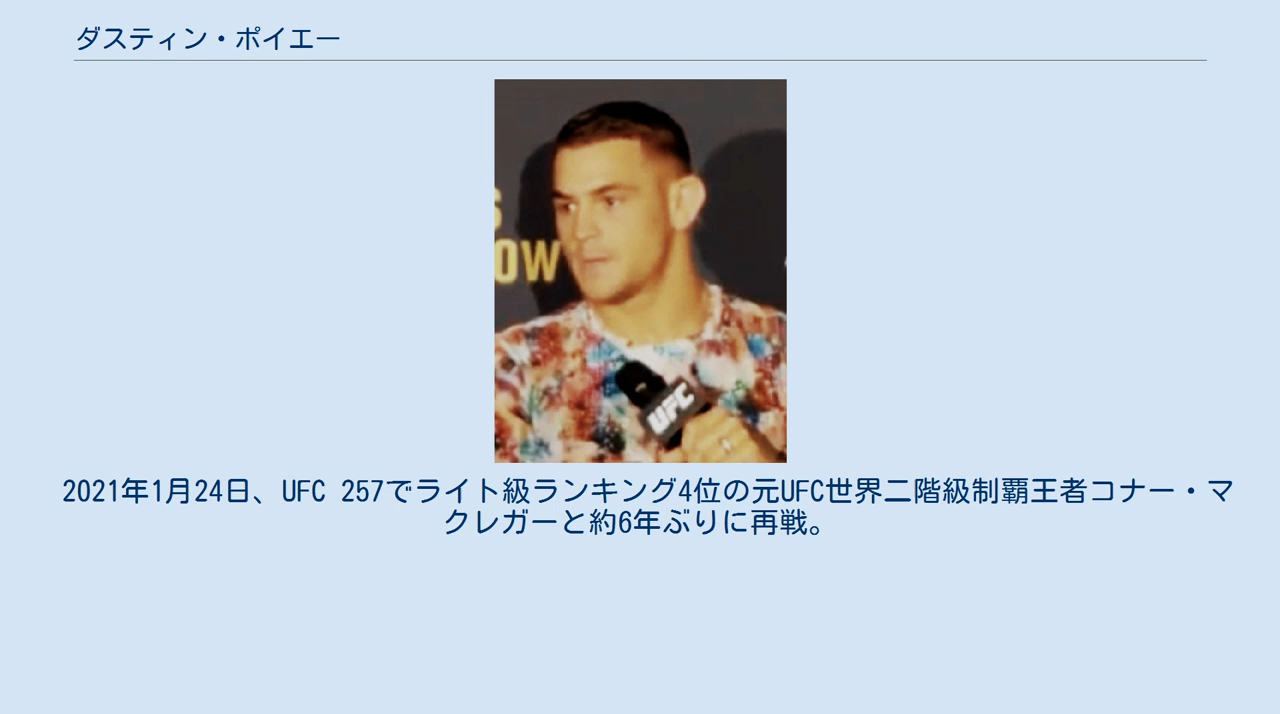 ダスティン・ポイエー
S
OW
UFC
2021年1月24日、UFC 257でライト級ランキング4位の元UFC世界二階級制覇王者コナー・マ
クレガーと約6年ぶりに再戦。